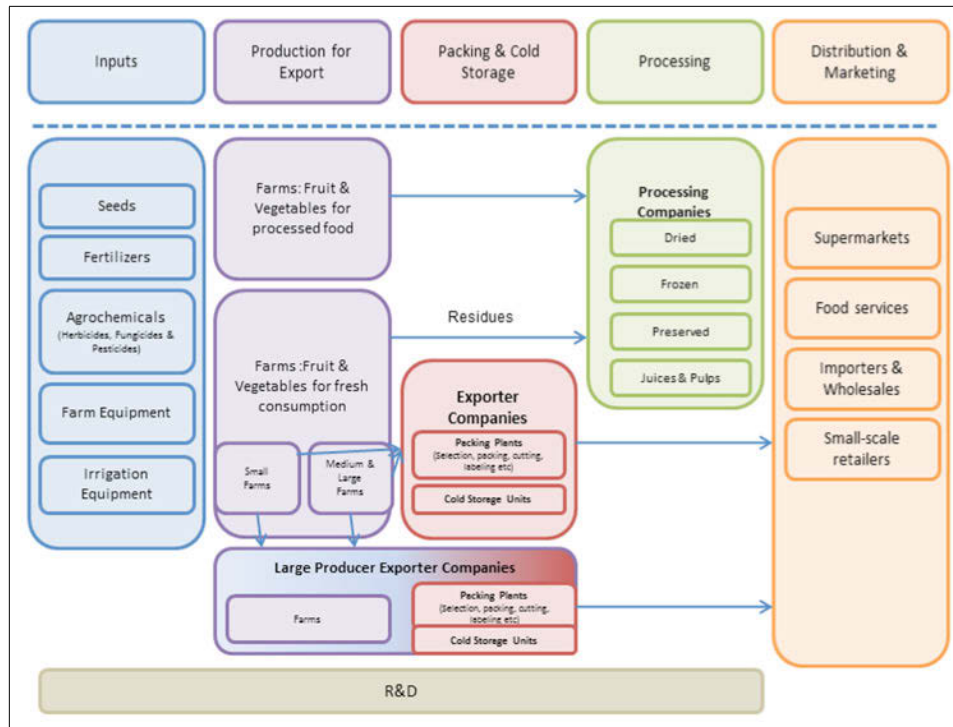 Inputs
Production for
Export
Packing & Cold
Storage
Processing
Distribution &
Marketing
Seeds
Fertilizers
Agrochemicals
(Herbicides, Fungicides &
Pesticides)
Farm Equipment
Irrigation
Equipment
Farms: Fruit &
Vegetables for
processed food
Farms :Fruit &
Vegetables for fresh
consumption
Small
Farms
Medium &
Large
Farms
Residues
Exporter
Companies
Packing Plants
(Selection, packing, cutting,
labeling etc)
Cold Storage Units
Processing
Companies
Dried
Frozen
Preserved
Juices & Pulps
Supermarkets
Food services
Importers &
Wholesales
Small-scale
retailers
Large Producer Exporter Companies
Farms
Packing Plants
(Selection, packing, cutting,
labeling etc)
Cold Storage Units
R&D